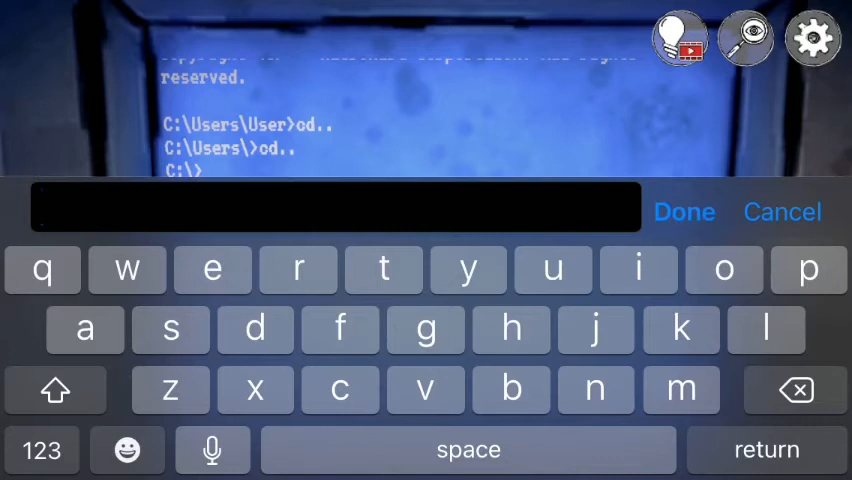 reserved.
C:\Users\User>cd..
C:\Users\>cd..
C:\>
Done Cancel
q w e r t y u i o p
a s d f g h j k l
z x c v b n m
123 space return